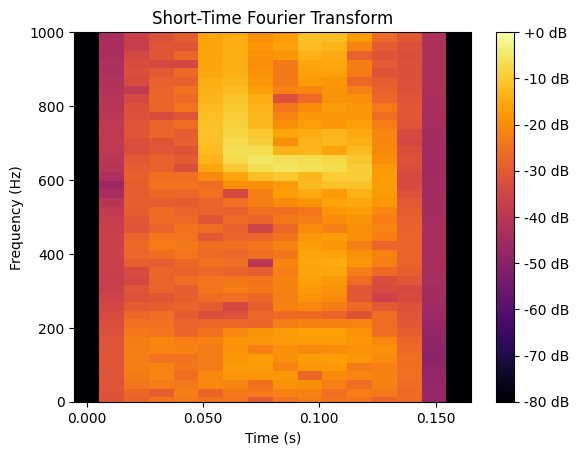 Short-Time Fourier Transform
1000
800
600
400
200
0
Frequency (Hz)
0.000
0.050
0.100
0.150
Time (s)
+0 dB
-10 dB
-20 dB
-30 dB
-40 dB
-50 dB
-60 dB
-70 dB
-80 dB